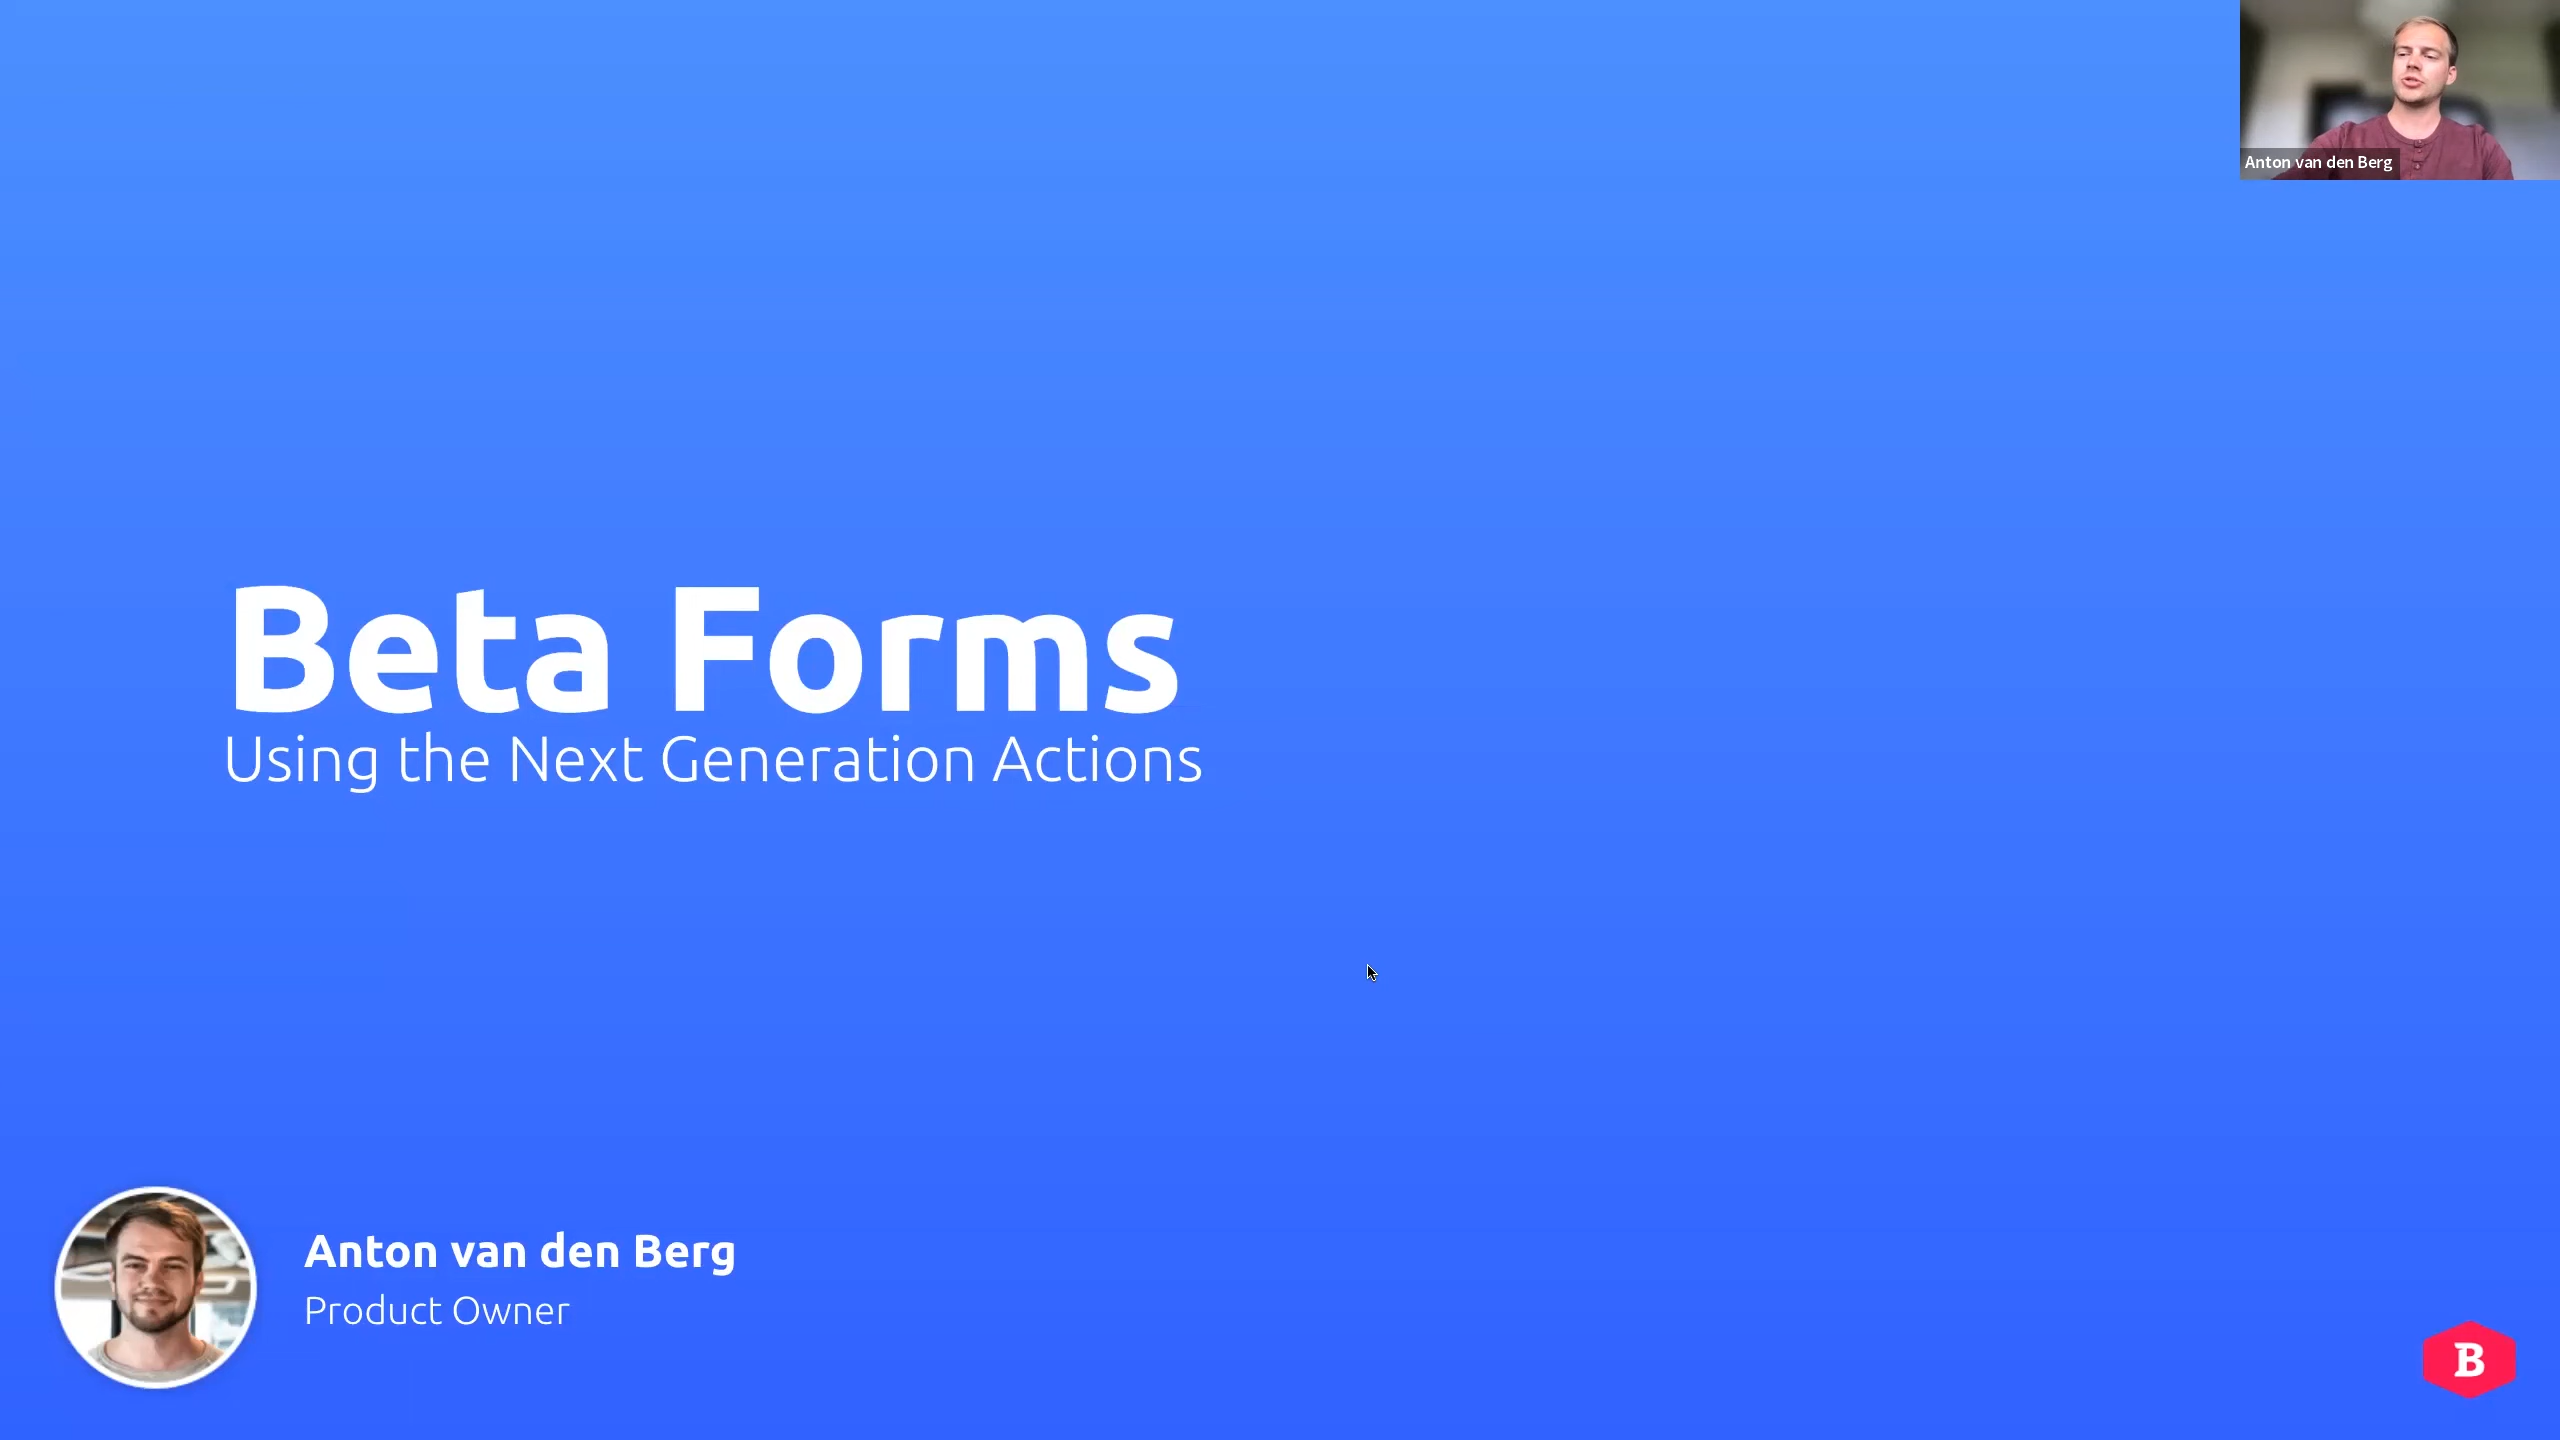 Anton van den Berg
Beta Forms
Using the Next Generation Actions
Anton van den Berg
Product Owner
B